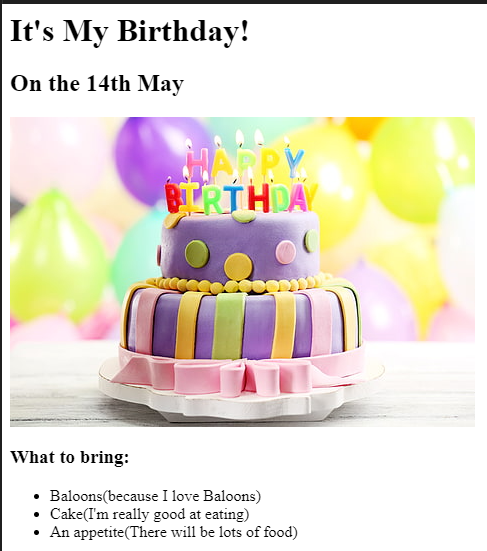 It's My Birthday!
On the 14th May
HAPPY
BIRTHDAY
What to bring:
Baloons(because I love Baloons)
Cake(I'm really good at eating)
An appetite(There will be lots of food)